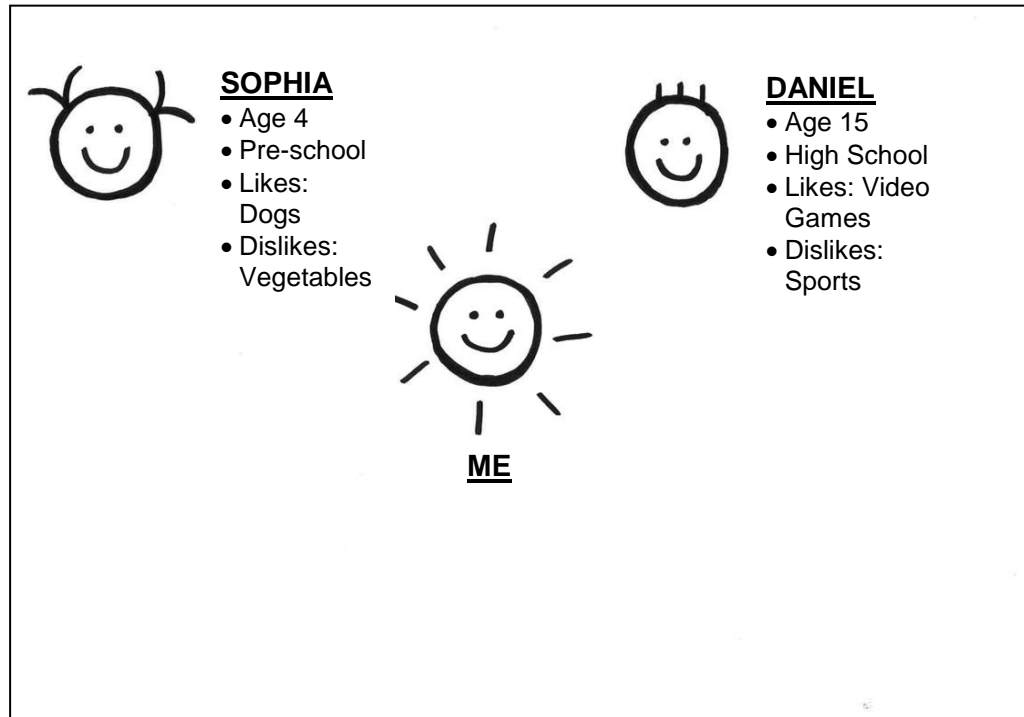 SOPHIA
• Age 4
• Pre-school
• Likes:
Dogs
• Dislikes:
Vegetables
DANIEL
• Age 15
• High School
• Likes: Video
Games
• Dislikes:
Sports
ME